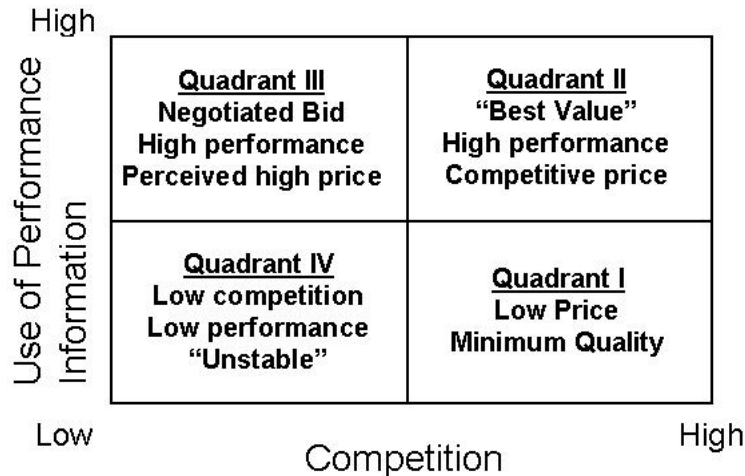 High
Use of Performance
Information
Quadrant III
Negotiated Bid
High performance
Perceived high price
Quadrant II
“Best Value”
High performance
Competitive price
Quadrant IV
Low competition
Low performance
“Unstable”
Quadrant I
Low Price
Minimum Quality
Low
Competition
High